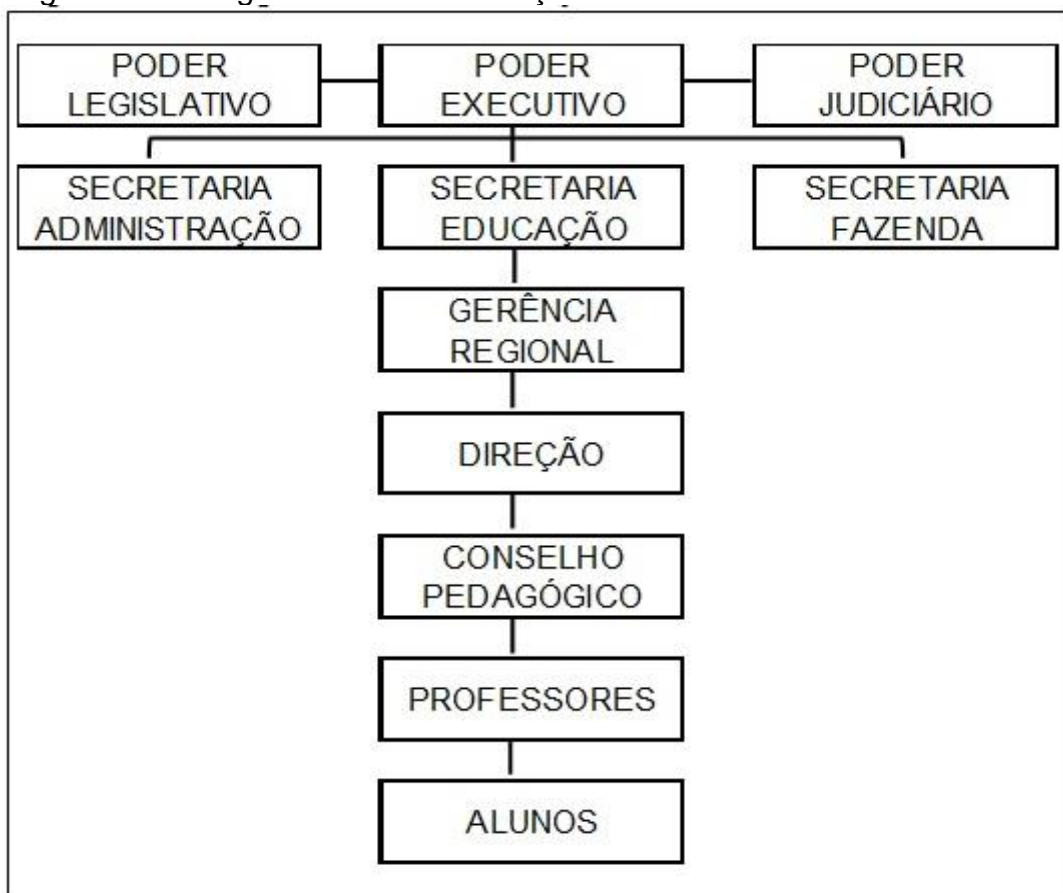 PODER
LEGISLATIVO
PODER
EXECUTIVO
PODER
JUDICIÁRIO
SECRETARIA
ADMINISTRAÇÃO
SECRETARIA
EDUCAÇÃO
SECRETARIA
FAZENDA
GERÊNCIA
REGIONAL
DIREÇÃO
CONSELHO
PEDAGÓGICO
PROFESSORES
ALUNOS